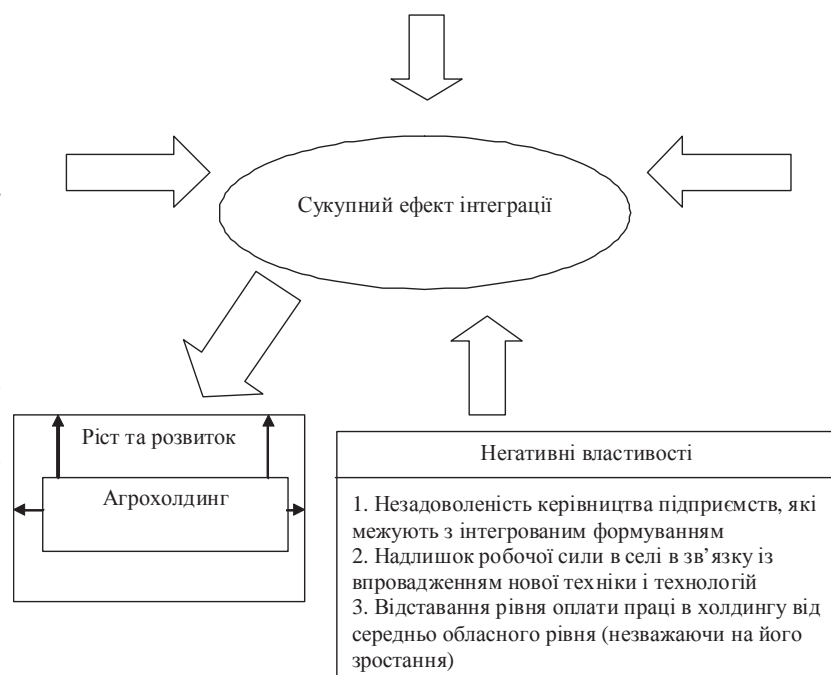 Сукупний ефект інтеграції
Ріст та розвиток
Агрохолдинг
Негативні властивості
1. Незадоволеність керівництва підприємств, які
межують з інтегрованим формуванням
2. Надлишок робочої сили в селі в зв’язку із
впровадженням нової техніки і технологій
3. Відставання рівня оплати праці в холдингу від
середньо обласного рівня (незважаючи на його
зростання)